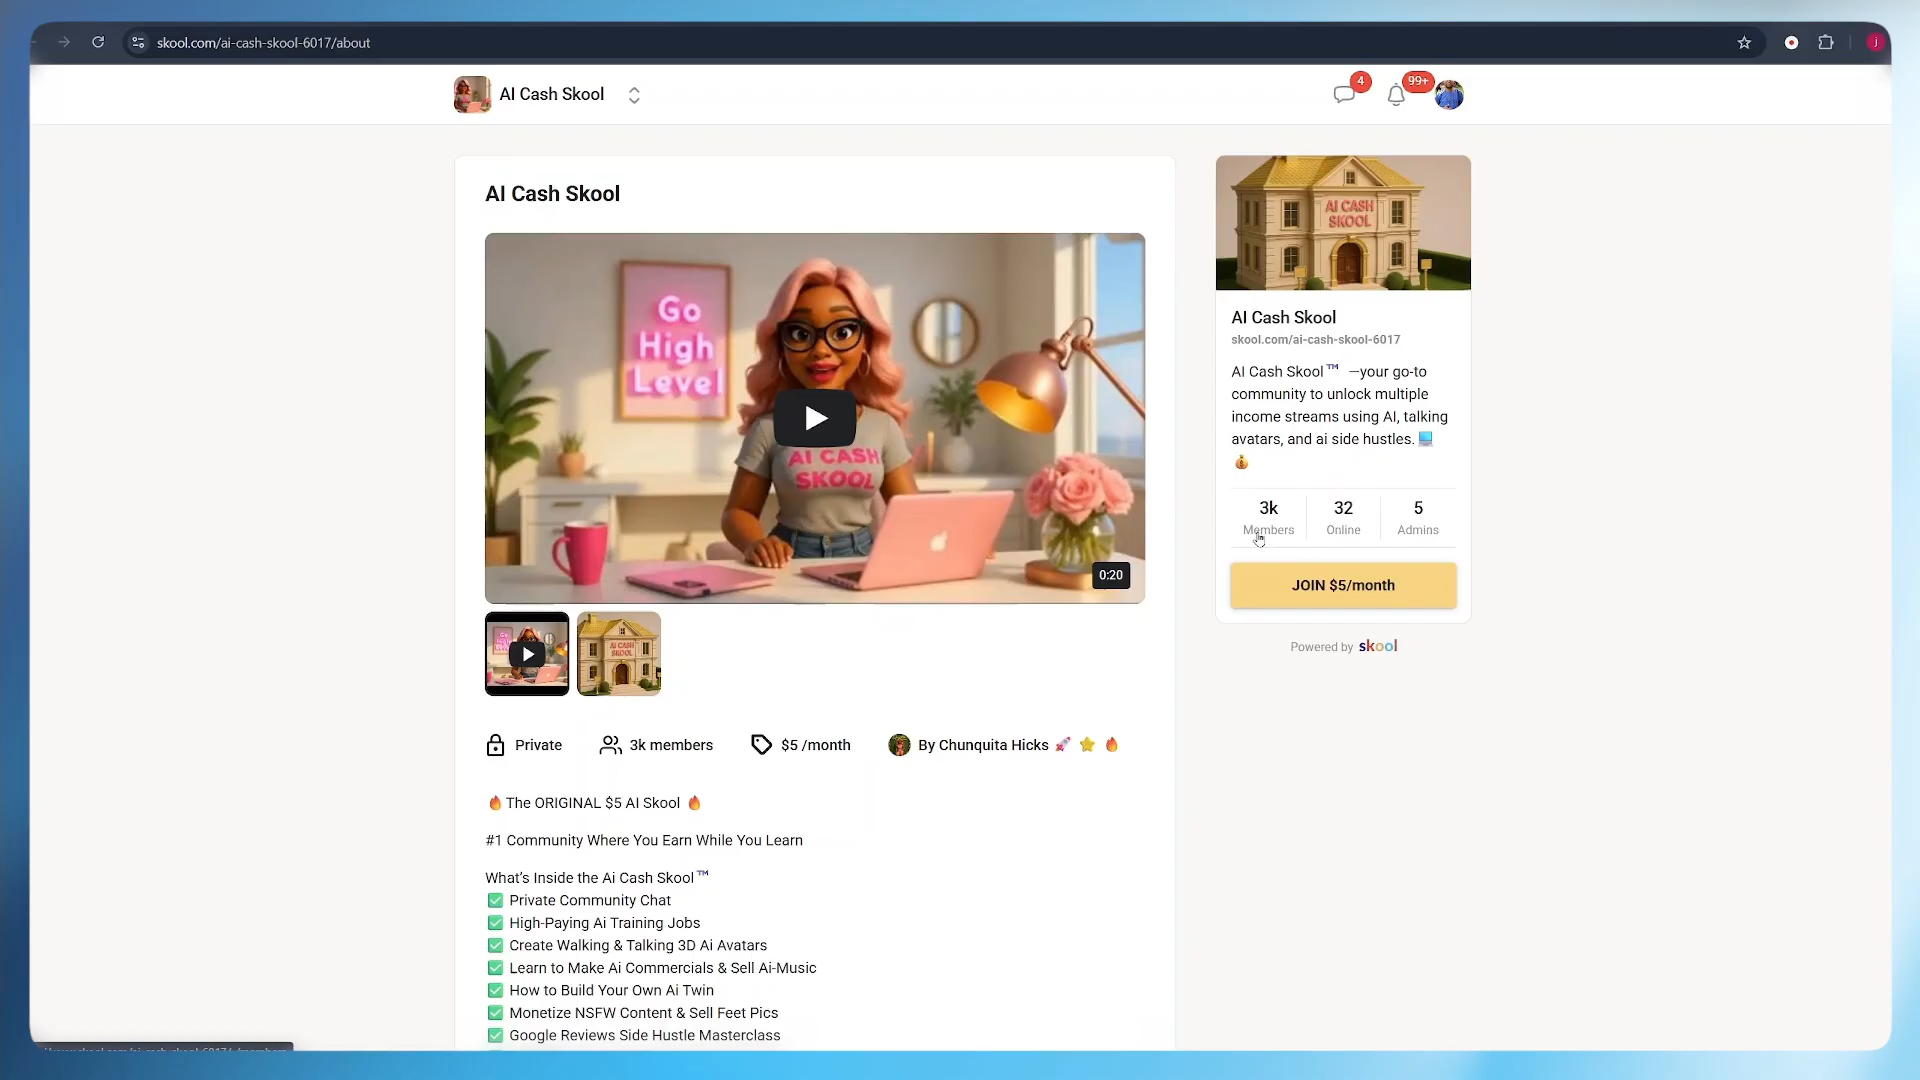 skool.com/ai-cash-skool-6017/about
j
AI Cash Skool
4
99+
AI Cash Skool
Go
High
Level
AI CASH
SKOOL
0:20
Private
3k members
$5 /month
By Chunquita Hicks 🚀 ⭐ 🔥
🔥 The ORIGINAL $5 AI Skool 🔥
#1 Community Where You Earn While You Learn
What's Inside the Ai Cash Skool™
✅ Private Community Chat
✅ High-Paying Ai Training Jobs
✅ Create Walking & Talking 3D Ai Avatars
✅ Learn to Make Ai Commercials & Sell Ai-Music
✅ How to Build Your Own Ai Twin
✅ Monetize NSFW Content & Sell Feet Pics
✅ Google Reviews Side Hustle Masterclass
AI CASH
SKOOL
AI Cash Skool
skool.com/ai-cash-skool-6017
AI Cash Skool™ —your go-to
community to unlock multiple
income streams using AI, talking
avatars, and ai side hustles. 💻
💰
3k
Members
32
Online
5
Admins
JOIN $5/month
Powered by skool